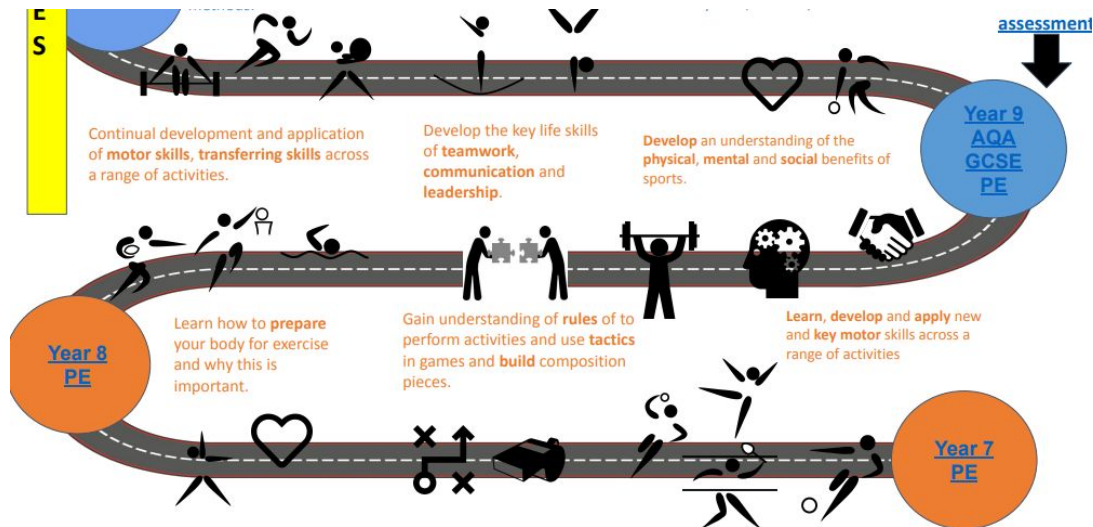 E
S
assessment
Year 9
AQA
GCSE
PE
Continual development and application
of motor skills, transferring skills across
a range of activities.
Develop the key life skills
of teamwork,
communication and
leadership.
Develop an understanding of the
physical, mental and social benefits of
sports.
Year 8
PE
Learn how to prepare
your body for exercise
and why this is
important.
Gain understanding of rules of to
perform activities and use tactics
in games and build composition
pieces.
Learn, develop and apply new
and key motor skills across a
range of activities
Year 7
PE